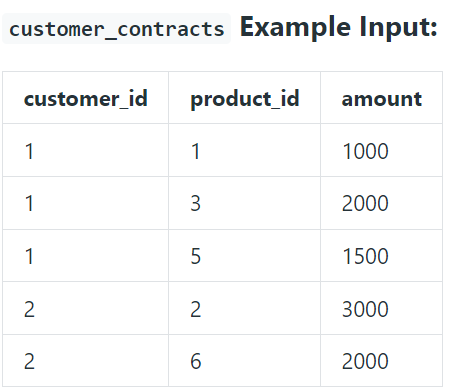 customer_contracts Example Input:
customer_id product_id amount
1 1 1000
1 3 2000
1 5 1500
2 2 3000
2 6 2000